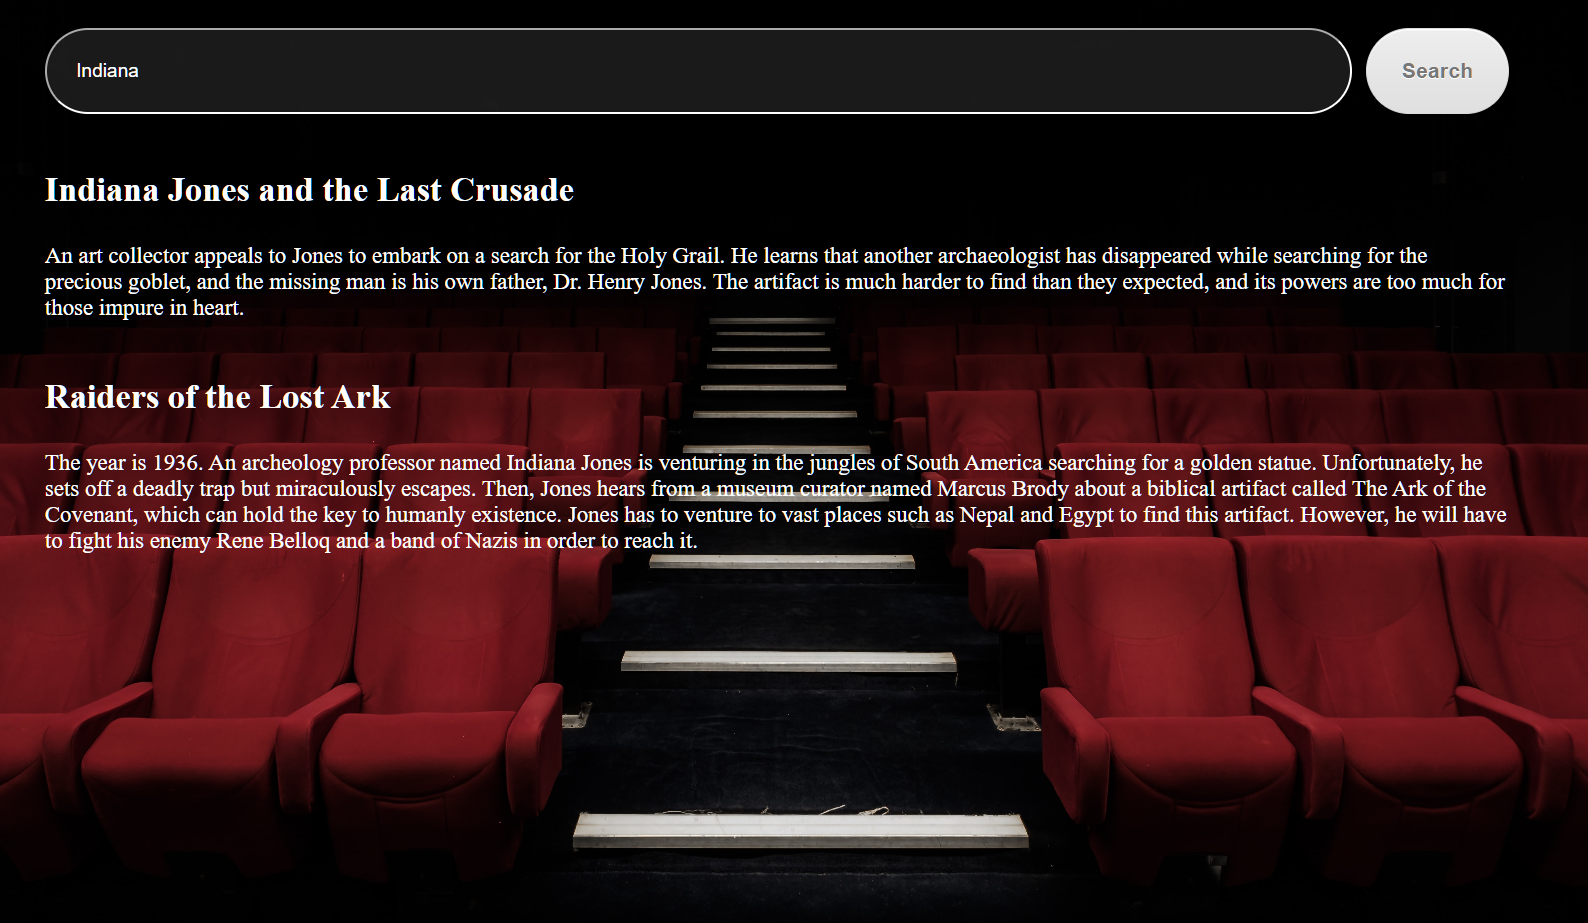 Indiana
Search
Indiana Jones and the Last Crusade
An art collector appeals to Jones to embark on a search for the Holy Grail. He learns that another archaeologist has disappeared while searching for the
precious goblet, and the missing man is his own father, Dr. Henry Jones. The artifact is much harder to find than they expected, and its powers are too much for
those impure in heart.
Raiders of the Lost Ark
The year is 1936. An archeology professor named Indiana Jones is venturing in the jungles of South America searching for a golden statue. Unfortunately, he
sets off a deadly trap but miraculously escapes. Then, Jones hears from a museum curator named Marcus Brody about a biblical artifact called The Ark of the
Covenant, which can hold the key to humanly existence. Jones has to venture to vast places such as Nepal and Egypt to find this artifact. However, he will have
to fight his enemy Rene Belloq and a band of Nazis in order to reach it.